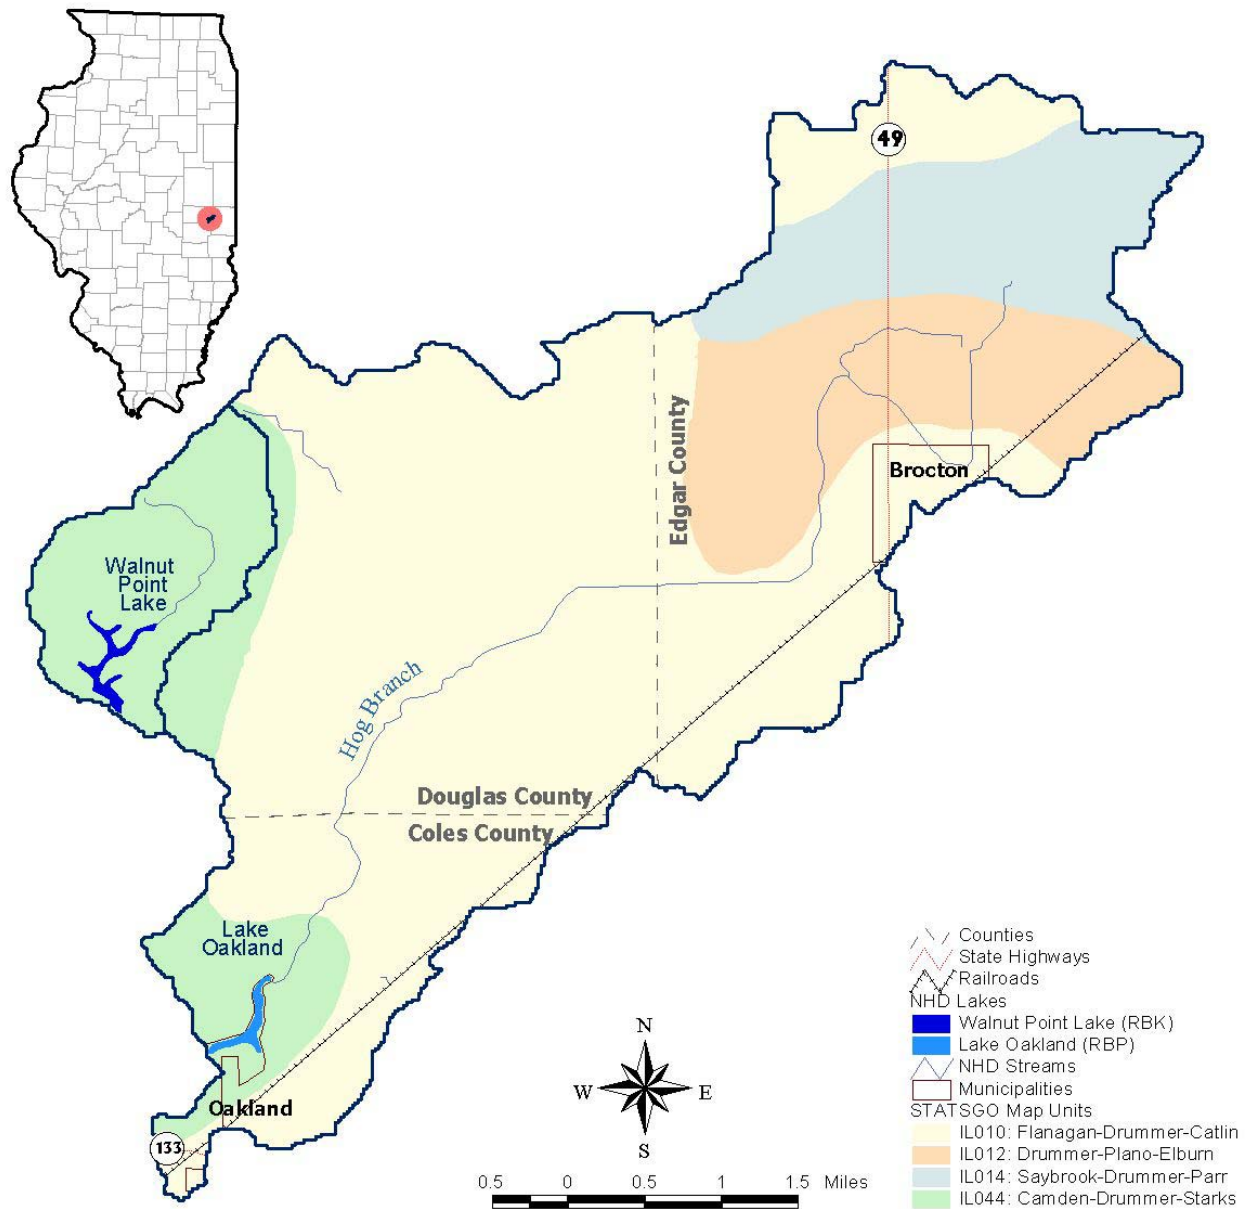 49
Brocton
Edgar County
Walnut
Point
Lake
Hog Branch
Douglas County
Coles County
Lake
Oakland
Oakland
133
N
W E
S
0.5 0 0.5 1 1.5 Miles
Counties
State Highways
Railroads
NHD Lakes
Walnut Point Lake (RBK)
Lake Oakland (RBP)
NHD Streams
Municipalities
STATSGO Map Units
IL010: Flanagan-Drummer-Catlin
IL012: Drummer-Plano-Elburn
IL014: Saybrook-Drummer-Parr
IL044: Camden-Drummer-Starks